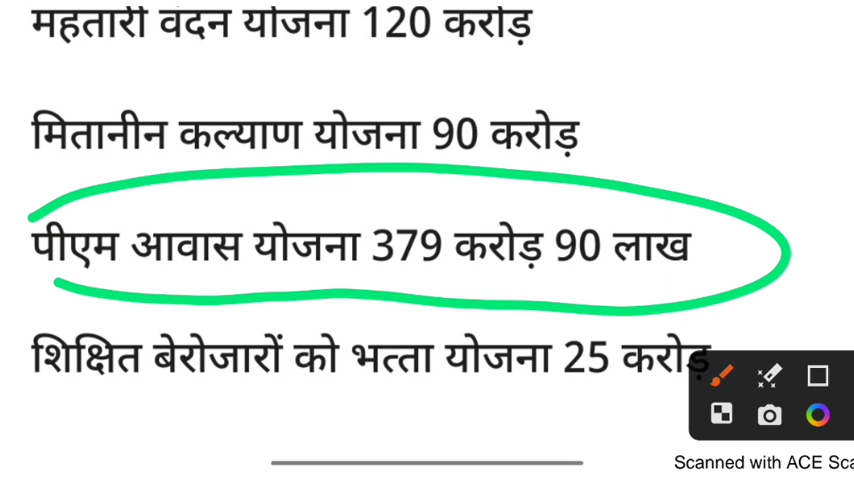 महतारी वंदन योजना 120 करोड़
मितानीन कल्याण योजना 90 करोड़
पीएम आवास योजना 379 करोड़ 90 लाख
शिक्षित बेरोजारों को भत्ता योजना 25 करोड़
Scanned with ACE Sca